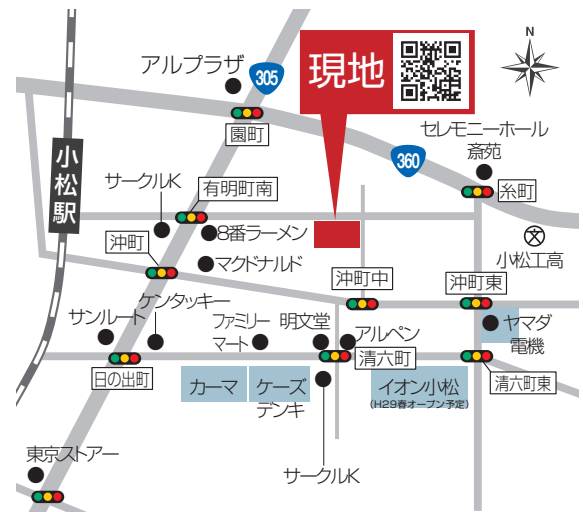 N
アルプラザ
305
現地
園町
セレモニーホール
斎苑
360
糸町
小松駅
サークルK
有明町南
8番ラーメン
小松工高
沖町
マクドナルド
沖町中
沖町東
ケンタッキー
サンルート
ファミリー
マート
明文堂
アルペン
ヤマダ
電機
清六町
日の出町
カーマ
ケーズ
デンキ
イオン小松
(H29春オープン予定)
清六町東
東京ストアー
サークルK